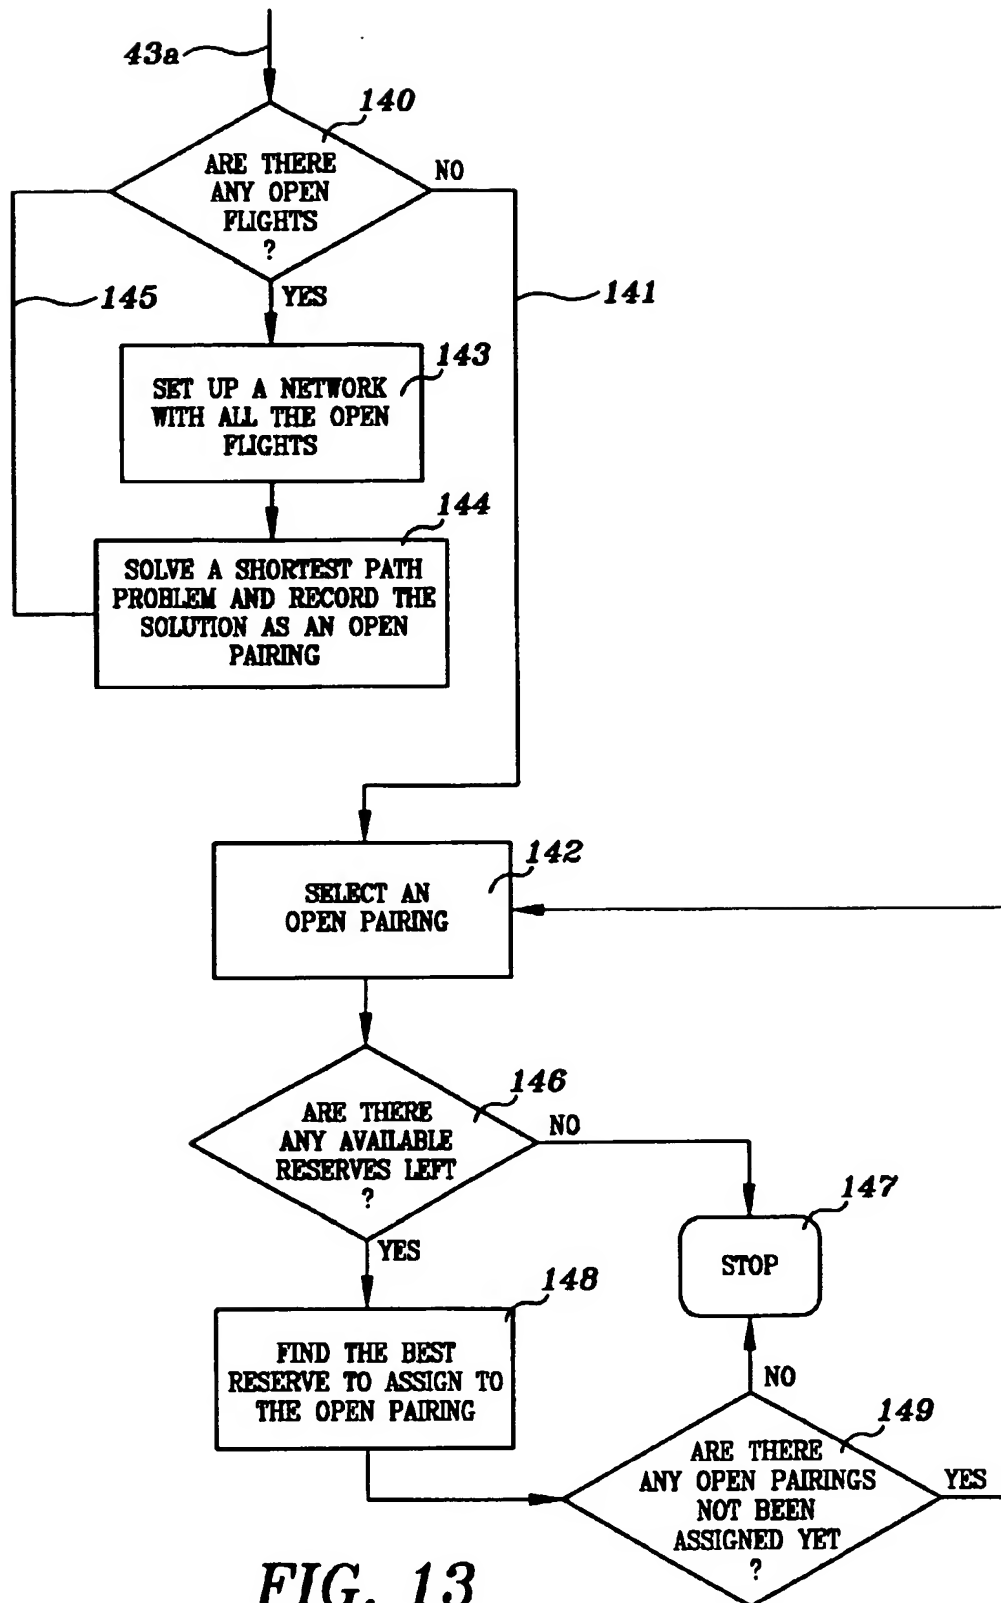 43a
140
ARE THERE
ANY OPEN
FLIGHTS
?
NO
YES
145
141
143
SET UP A NETWORK
WITH ALL THE OPEN
FLIGHTS
144
SOLVE A SHORTEST PATH
PROBLEM AND RECORD THE
SOLUTION AS AN OPEN
PAIRING
142
SELECT AN
OPEN PAIRING
146
ARE THERE
ANY AVAILABLE
RESERVES LEFT
?
NO
YES
147
STOP
148
FIND THE BEST
RESERVE TO ASSIGN TO
THE OPEN PAIRING
NO
149
ARE THERE
ANY OPEN PAIRINGS
NOT BEEN
ASSIGNED YET
?
YES
FIG. 13